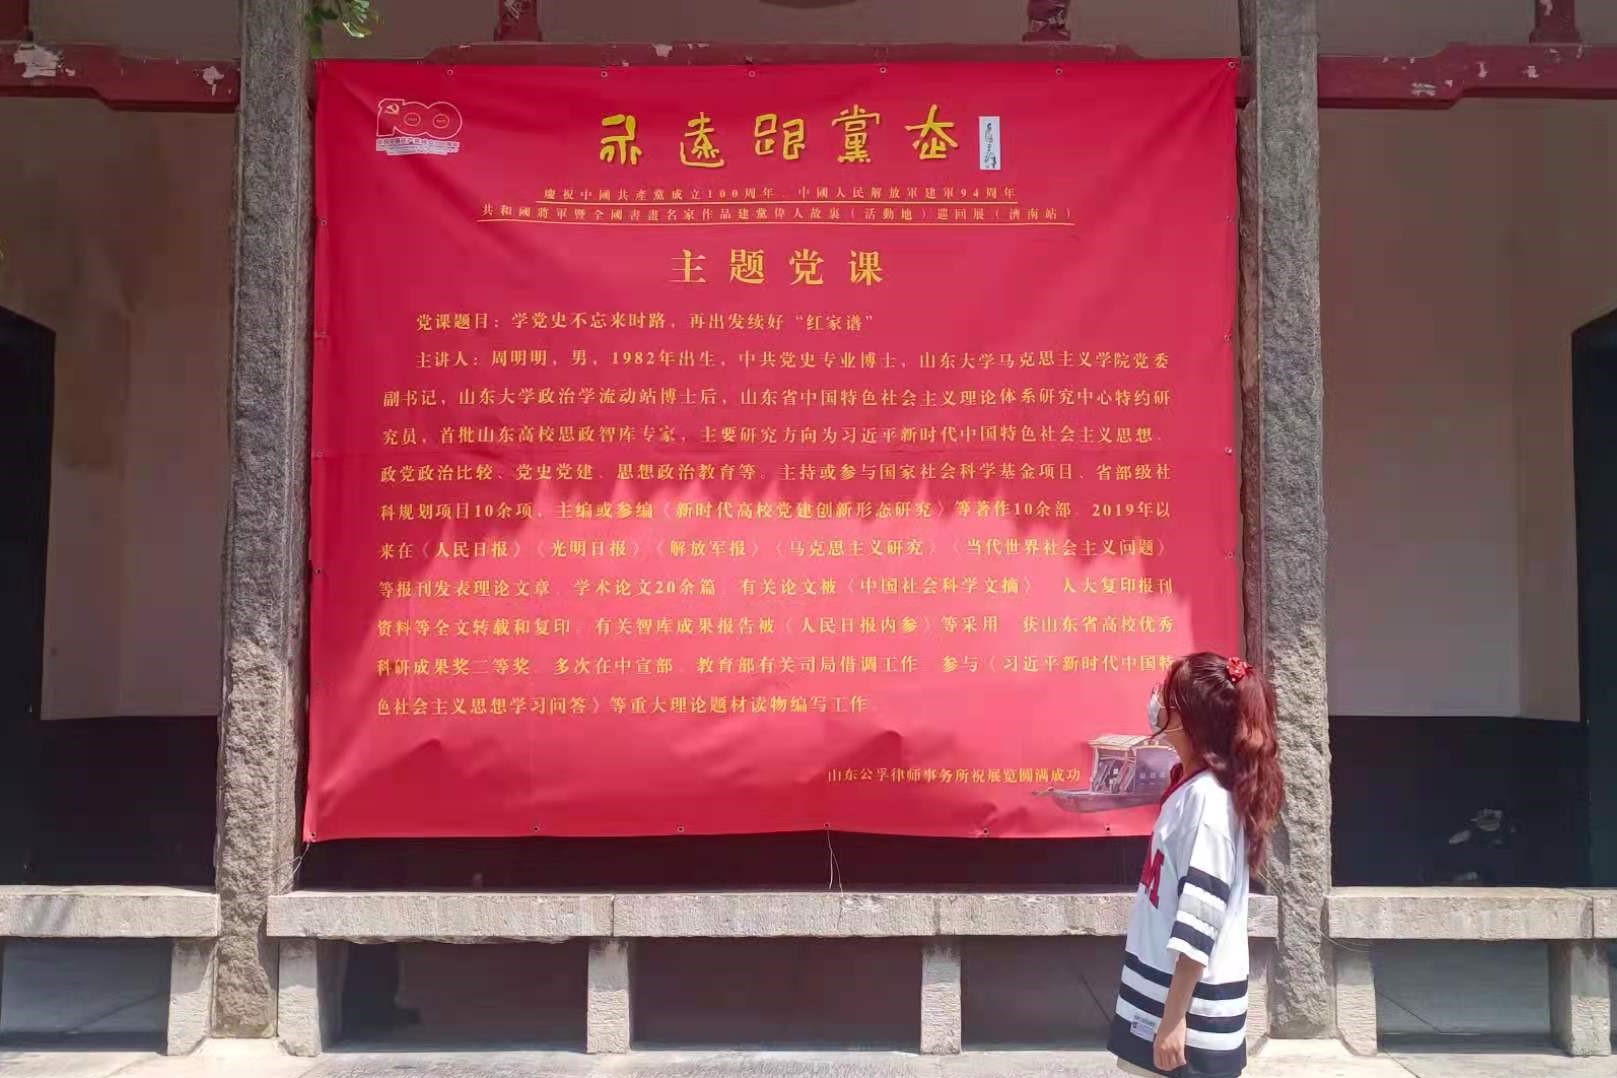 永遠跟黨走
慶祝中國共產黨成立100周年 中國人民解放軍建軍94周年
共和國將軍暨全國書畫名家作品建黨偉人故裏（活動地）巡回展（濟南站）
主题党课
党课题目：学党史不忘来时路，再出发续好“红家谱”
主讲人：周明明，男，1982年出生，中共党史专业博士，山东大学马克思主义学院党委
副书记，山东大学政治学流动站博士后，山东省中国特色社会主义理论体系研究中心特约研
究员，首批山东高校思政智库专家，主要研究方向为习近平新时代中国特色社会主义思想、
政党政治比较、党史党建、思想政治教育等。主持或参与国家社会科学基金项目、省部级社
科规划项目10余项，主编或参编《新时代高校党建创新形态研究》等著作10余部。2019年以
来在《人民日报》《光明日报》《解放军报》《马克思主义研究》《当代世界社会主义问题》
等报刊发表理论文章、学术论文20余篇，有关论文被《中国社会科学文摘》、人大复印报刊
资料等全文转载和复印，有关智库成果报告被《人民日报内参》等采用，获山东省高校优秀
科研成果奖二等奖。多次在中宣部、教育部有关司局借调工作，参与《习近平新时代中国特
色社会主义思想学习问答》等重大理论题材读物编写工作。
山东公孚律师事务所祝展览圆满成功